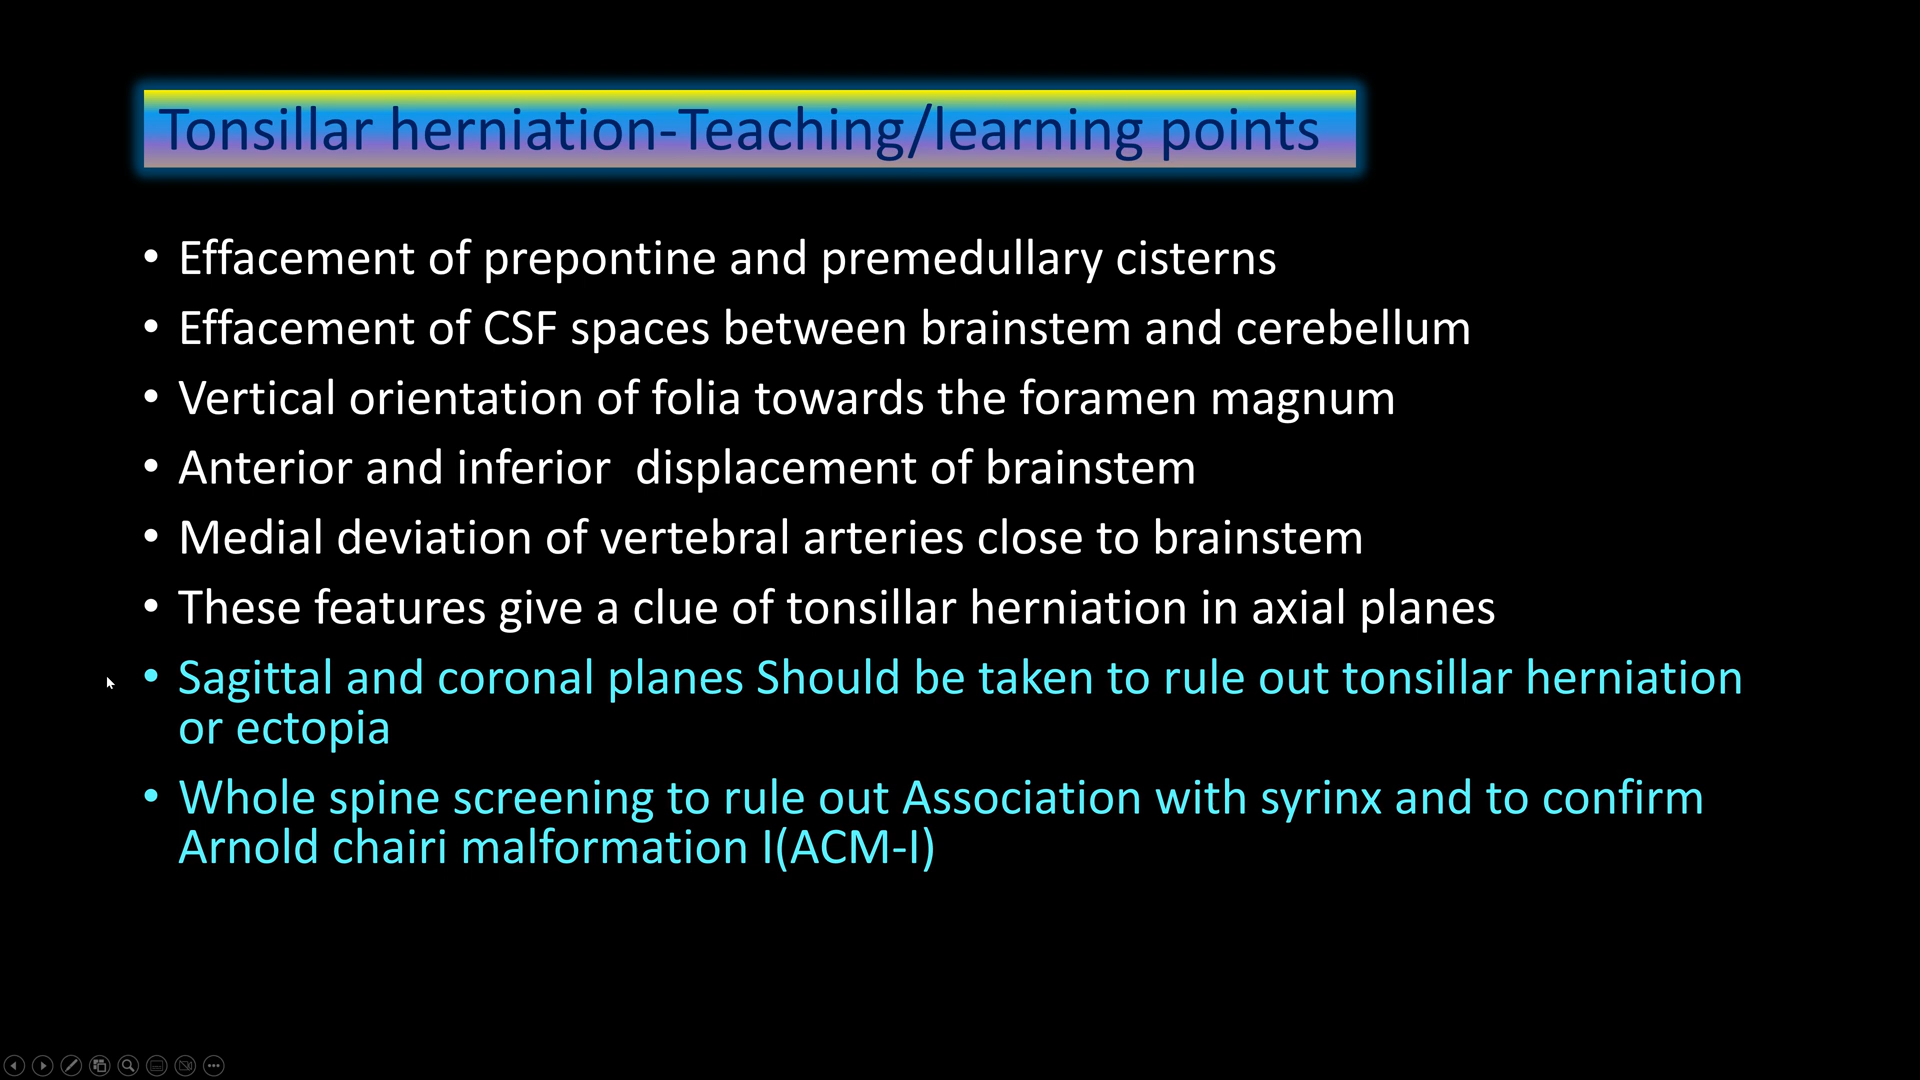 Tonsillar herniation-Teaching/learning points
• Effacement of prepontine and premedullary cisterns
• Effacement of CSF spaces between brainstem and cerebellum
• Vertical orientation of folia towards the foramen magnum
• Anterior and inferior  displacement of brainstem
• Medial deviation of vertebral arteries close to brainstem
• These features give a clue of tonsillar herniation in axial planes
• Sagittal and coronal planes Should be taken to rule out tonsillar herniation
or ectopia
• Whole spine screening to rule out Association with syrinx and to confirm
Arnold chairi malformation I(ACM-I)